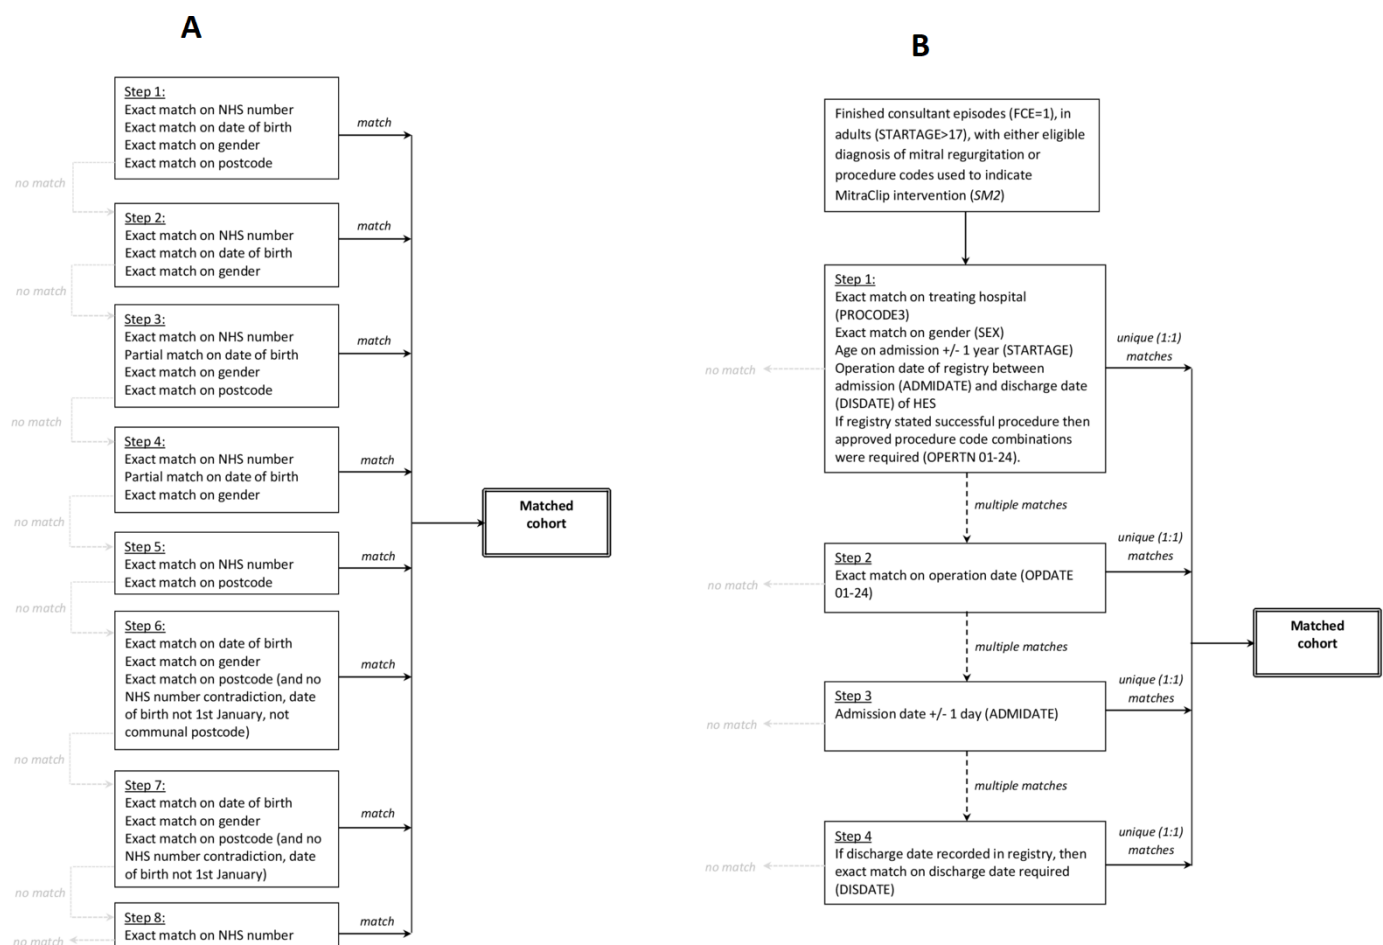 A
Step 1:
Exact match on NHS number
Exact match on date of birth
Exact match on gender
Exact match on postcode
match
no match
Step 2:
Exact match on NHS number
Exact match on date of birth
Exact match on gender
match
no match
Step 3:
Exact match on NHS number
Partial match on date of birth
Exact match on gender
Exact match on postcode
match
no match
Step 4:
Exact match on NHS number
Partial match on date of birth
Exact match on gender
match
no match
Step 5:
Exact match on NHS number
Exact match on postcode
match
no match
Step 6:
Exact match on date of birth
Exact match on gender
Exact match on postcode (and no
NHS number contradiction, date
of birth not 1st January, not
communal postcode)
match
no match
Step 7:
Exact match on date of birth
Exact match on gender
Exact match on postcode (and no
NHS number contradiction, date
of birth not 1st January)
match
no match
Step 8:
Exact match on NHS number
match
no match
Matched
cohort
B
Finished consultant episodes (FCE=1), in
adults (STARTAGE>17), with either eligible
diagnosis of mitral regurgitation or
procedure codes used to indicate
MitraClip intervention (SM2)
Step 1:
Exact match on treating hospital
(PROCODE3)
Exact match on gender (SEX)
Age on admission +/- 1 year (STARTAGE)
Operation date of registry between
admission (ADMIDATE) and discharge date
(DISDATE) of HES
If registry stated successful procedure then
approved procedure code combinations
were required (OPERTN 01-24).
unique (1:1)
matches
no match
multiple matches
Step 2
Exact match on operation date (OPDATE
01-24)
unique (1:1)
matches
no match
multiple matches
Step 3
Admission date +/- 1 day (ADMIDATE)
unique (1:1)
matches
no match
multiple matches
Step 4
If discharge date recorded in registry, then
exact match on discharge date required
(DISDATE)
unique (1:1)
matches
no match
Matched
cohort